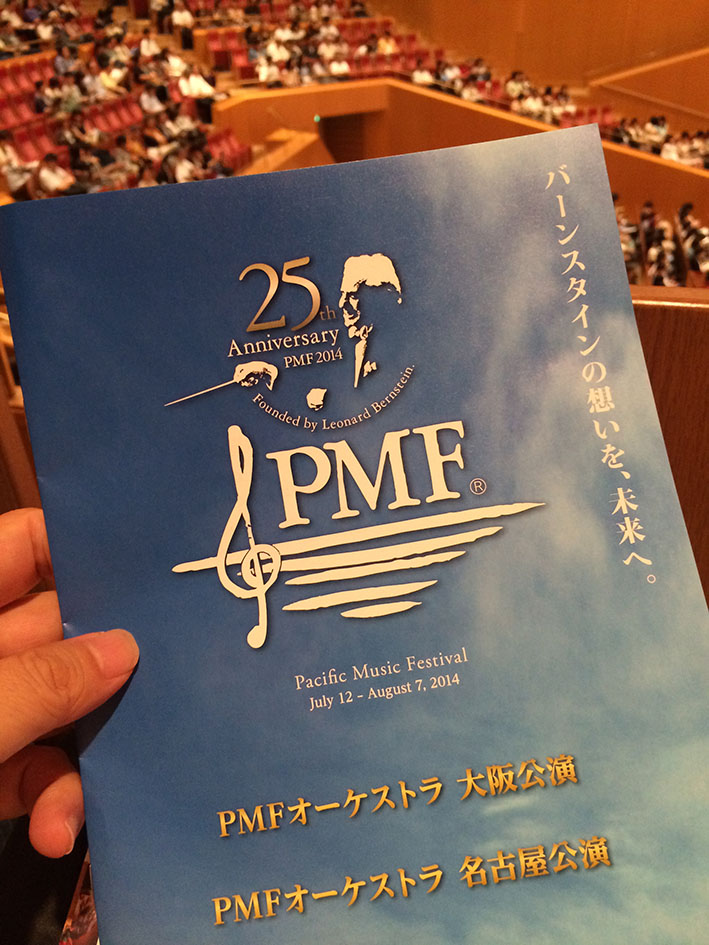 25th
Anniversary
PMF 2014
Founded by Leonard Bernstein.
PMF®
バーンスタインの想いを、未来へ。
Pacific Music Festival
July 12 – August 7, 2014
PMFオーケストラ 大阪公演
PMFオーケストラ 名古屋公演